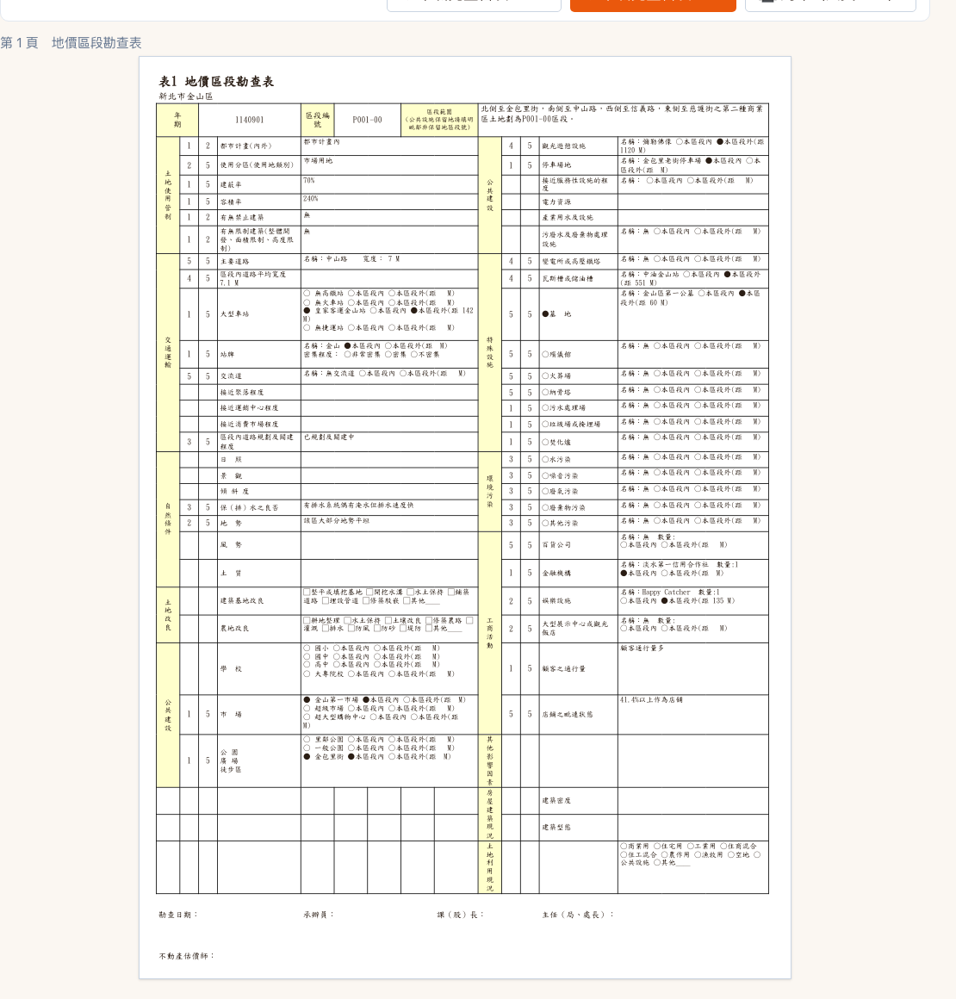 第 1 頁　地價區段勘查表
表1 地價區段勘查表
新北市金山區
年期 1140901 區段編號 P001-00 區段範圍(公共設施保留地請填明毗鄰非保留地區段號) 北側至金包里街，南側至中山路，西側至信義路，東側至慈護街之第二種商業區土地劃為P001-00區段。
土地使用管制
1 2 都市計畫(內外) 都市計畫內
2 5 使用分區(使用地類別) 市場用地
1 5 建蔽率 70%
1 5 容積率 240%
1 2 有無禁止建築 無
1 2 有無限制建築(整體開發、面積限制、高度限制) 無
交通運輸
5 5 主要道路 名稱：中山路　寬度： 7 M
4 5 區段內道路平均寬度 7.1 M
1 5 大型車站
○ 無高鐵站 ○本區段內 ○本區段外(距　M)
○ 無火車站 ○本區段內 ○本區段外(距　M)
● 皇家客運金山站 ○本區段內 ●本區段外(距 142 M)
○ 無捷運站 ○本區段內 ○本區段外(距　M)
1 5 站牌 名稱：金山 ●本區段內 ○本區段外(距　M)
密集程度： ○非常密集 ○密集 ○不密集
5 5 交流道 名稱：無交流道 ○本區段內 ○本區段外(距　M)
接近聚落程度
接近運銷中心程度
接近消費市場程度
3 5 區段內道路規劃及闢建程度 已規劃及闢建中
自然條件
日　照
景　觀
傾 斜 度
3 5 保(排)水之良否 有排水系統偶有淹水但排水速度快
2 5 地　勢 該區大部分地勢平坦
風　勢
土　質
土地改良
建築基地改良 □整平或填挖基地 □開挖水溝 □水土保持 □鋪築道路 □埋設管道 □修築駁嵌 □其他____
農地改良 □耕地整理 □水土保持 □土壤改良 □修築農路 □灌溉 □排水 □防風 □防砂 □堤防 □其他____
公共建設
學　校
○ 國小 ○本區段內 ○本區段外(距　M)
○ 國中 ○本區段內 ○本區段外(距　M)
○ 高中 ○本區段內 ○本區段外(距　M)
○ 大專院校 ○本區段內 ○本區段外(距　M)
1 5 市　場
● 金山第一市場 ●本區段內 ○本區段外(距　M)
○ 超級市場 ○本區段內 ○本區段外(距　M)
○ 超大型購物中心 ○本區段內 ○本區段外(距　M)
1 5 公 園 廣 場 徒步區
○ 里鄰公園 ○本區段內 ○本區段外(距　M)
○ 一般公園 ○本區段內 ○本區段外(距　M)
● 金包里街 ●本區段內 ○本區段外(距　M)
公共建設
4 5 觀光遊憩設施 名稱：獅勒佛像 ○本區段內 ●本區段外(距 1120 M)
1 5 停車場地 名稱：金包里老街停車場 ●本區段內 ○本區段外(距　M)
接近服務性設施的程度 名稱： ○本區段內 ○本區段外(距　M)
電力資源
產業用水及設施
污廢水及廢棄物處理設施 名稱：無 ○本區段內 ○本區段外(距　M)
特殊設施
4 5 變電所或高壓鐵塔 名稱：無 ○本區段內 ○本區段外(距　M)
4 5 瓦斯槽或儲油槽 名稱：中油金山站 ○本區段內 ●本區段外(距 551 M)
5 5 ●墓　地 名稱：金山區第一公墓 ○本區段內 ●本區段外(距 60 M)
5 5 ○殯儀館 名稱：無 ○本區段內 ○本區段外(距　M)
5 5 ○火葬場 名稱：無 ○本區段內 ○本區段外(距　M)
5 5 ○納骨塔 名稱：無 ○本區段內 ○本區段外(距　M)
1 5 ○污水處理場 名稱：無 ○本區段內 ○本區段外(距　M)
1 5 ○垃圾場或掩埋場 名稱：無 ○本區段內 ○本區段外(距　M)
1 5 ○焚化爐 名稱：無 ○本區段內 ○本區段外(距　M)
環境污染
3 5 ○水污染 名稱：無 ○本區段內 ○本區段外(距　M)
3 5 ○噪音污染 名稱：無 ○本區段內 ○本區段外(距　M)
3 5 ○廢氣污染 名稱：無 ○本區段內 ○本區段外(距　M)
3 5 ○廢棄物污染 名稱：無 ○本區段內 ○本區段外(距　M)
3 5 ○其他污染 名稱：無 ○本區段內 ○本區段外(距　M)
工商活動
5 5 百貨公司 名稱：無　數量:
○本區段內 ○本區段外(距　M)
1 5 金融機構 名稱：淡水第一信用合作社　數量:1
●本區段內 ○本區段外(距　M)
2 5 娛樂設施 名稱：Happy Catcher　數量:1
○本區段內 ●本區段外(距 135 M)
2 5 大型展示中心或觀光飯店 名稱：無　數量:
○本區段內 ○本區段外(距　M)
1 5 顧客之通行量 顧客通行量多
5 5 店鋪之毗連狀態 41.4%以上作為店鋪
其他影響因素
房屋建築現況
建築密度
建築型態
土地利用現況
○商業用 ○住宅用 ○工業用 ○住商混合 ○住工混合 ○農作用 ○漁牧用 ○空地 ○公共設施 ○其他____
勘查日期： 承辦員： 課(股)長： 主任(局、處長)：
不動產估價師：